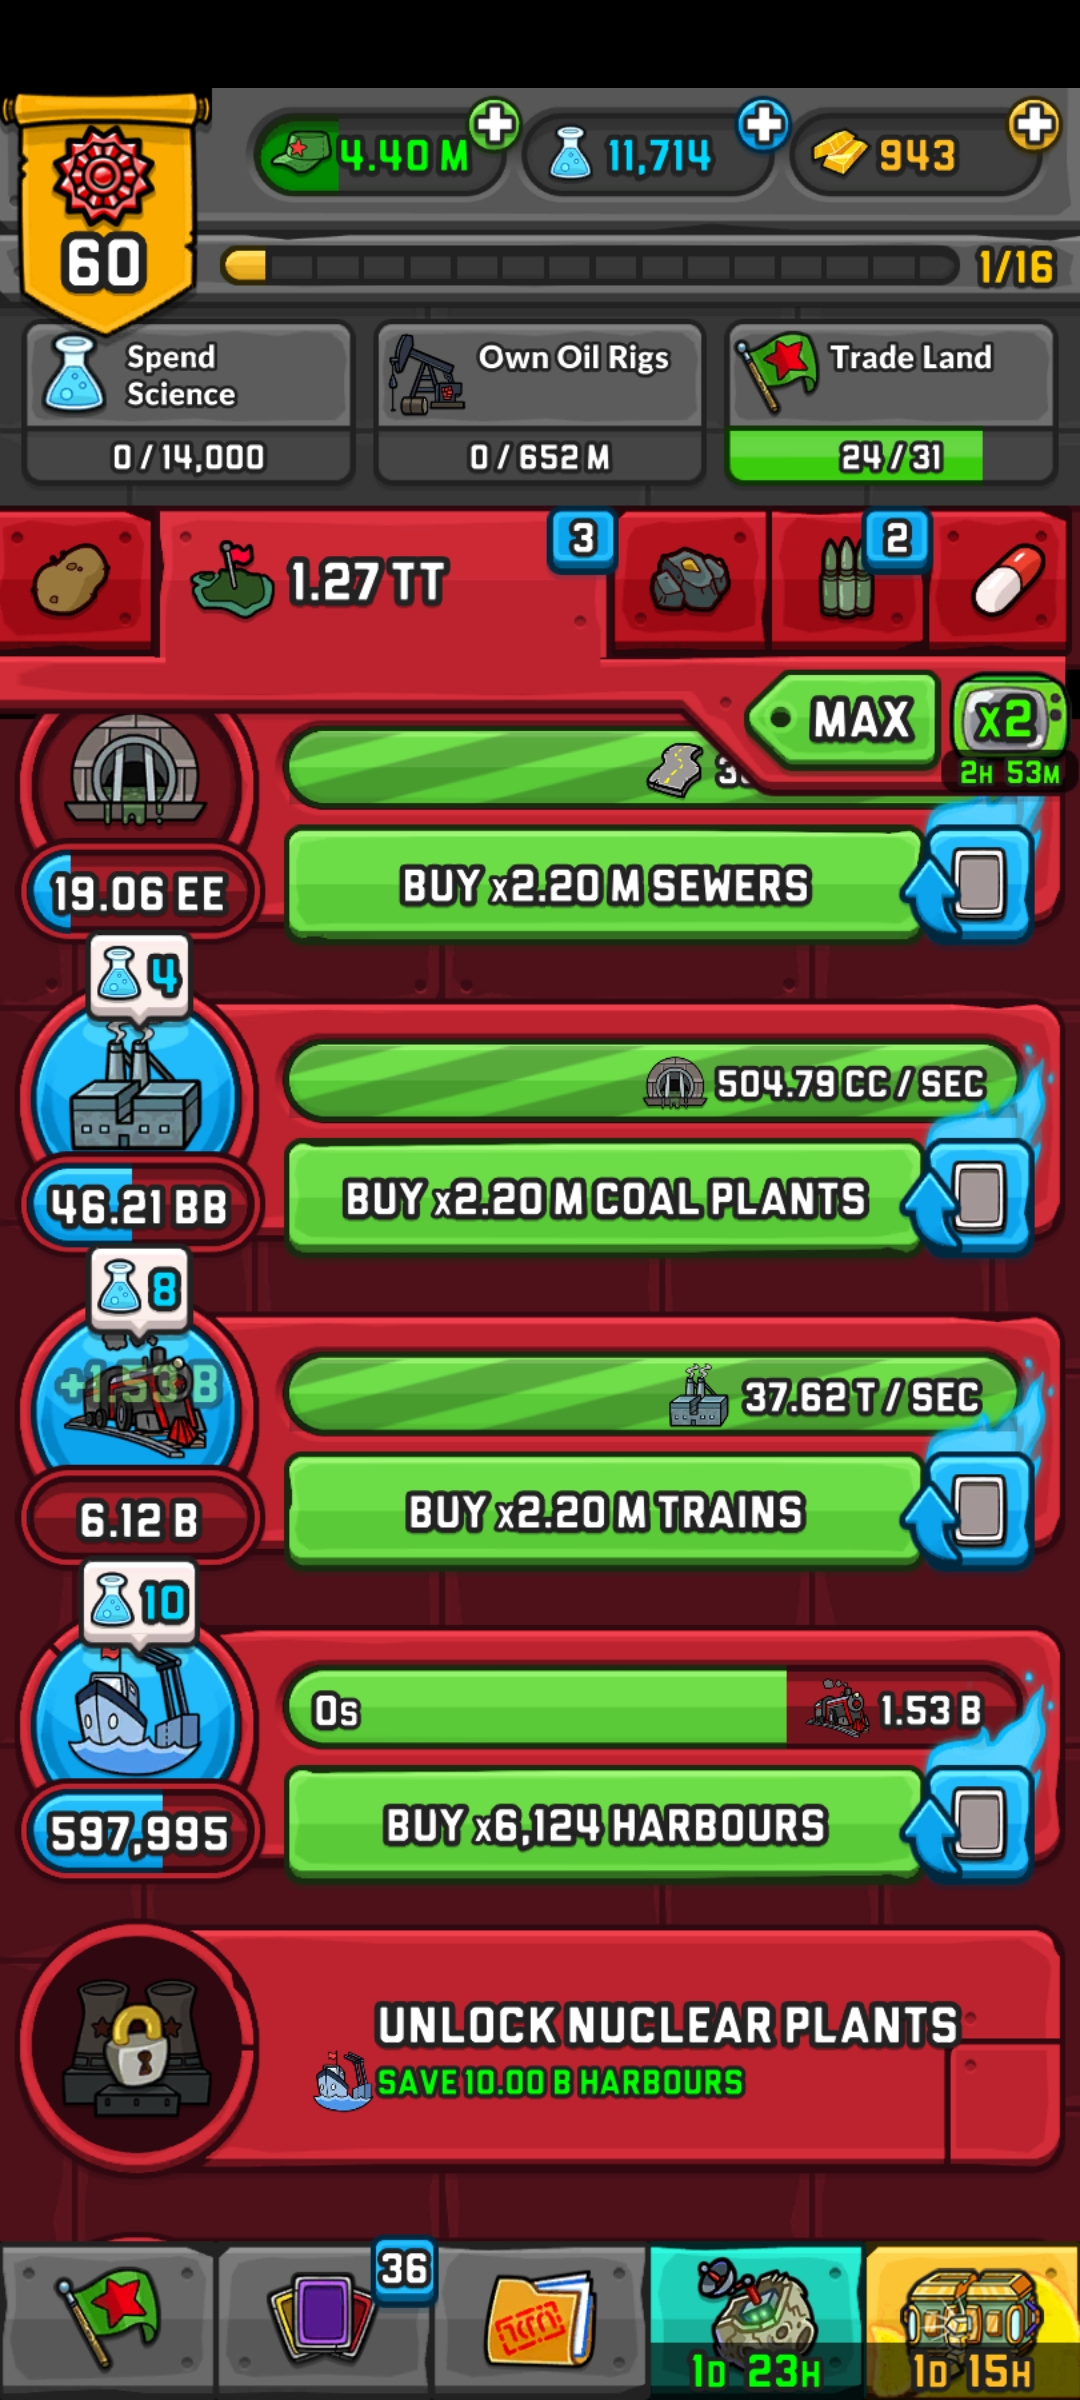 4.40 M
11,714
943
60
1/16
Spend
Science
Own Oil Rigs
Trade Land
0 / 14,000
0 / 652 M
24 / 31
3
2
1.27 TT
MAX
x2
2H 53M
BUY x2.20 M SEWERS
19.06 EE
4
504.79 CC / SEC
BUY x2.20 M COAL PLANTS
46.21 BB
8
+1.53 B
37.62 T / SEC
BUY x2.20 M TRAINS
6.12 B
10
0s
1.53 B
BUY x6,124 HARBOURS
597,995
UNLOCK NUCLEAR PLANTS
SAVE 10.00 B HARBOURS
36
1D 23H
1D 15H